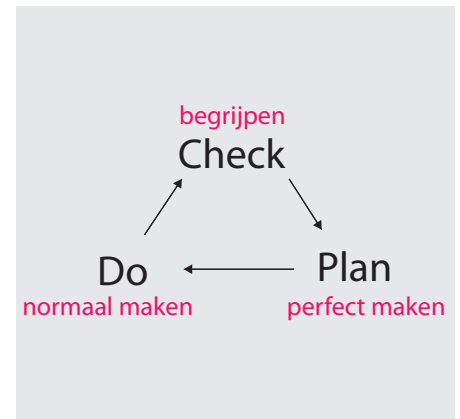 begrijpen
Check
Do
Plan
normaal maken
perfect maken